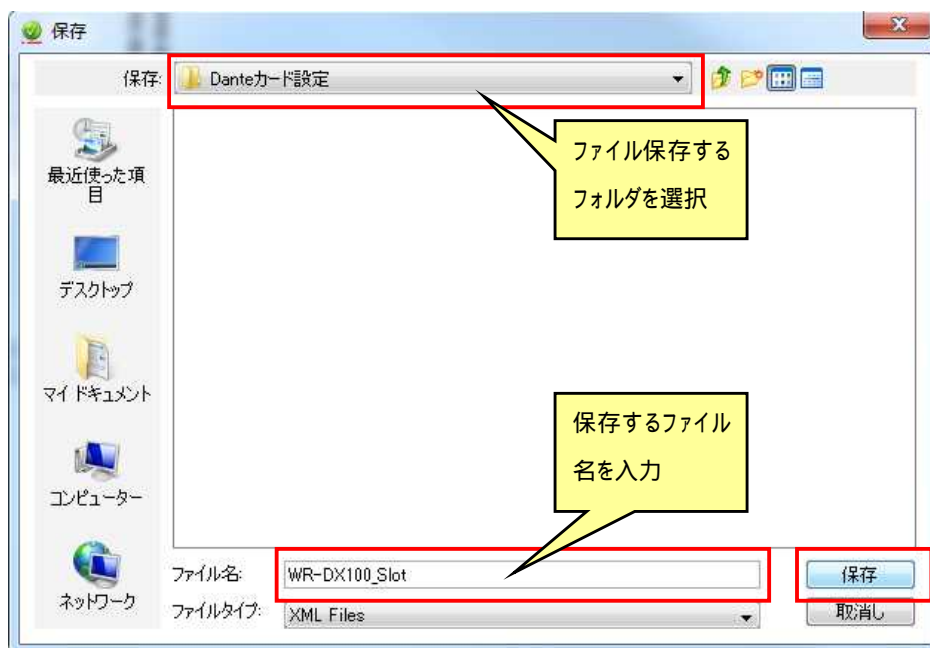 保存
保存:
Danteカード設定
ファイル保存する
フォルダを選択
最近使った項
目
デスクトップ
マイ ドキュメント
コンピューター
ネットワーク
保存するファイル
名を入力
ファイル名:
WR-DX100_Slot
保存
ファイルタイプ:
XML Files
取消し